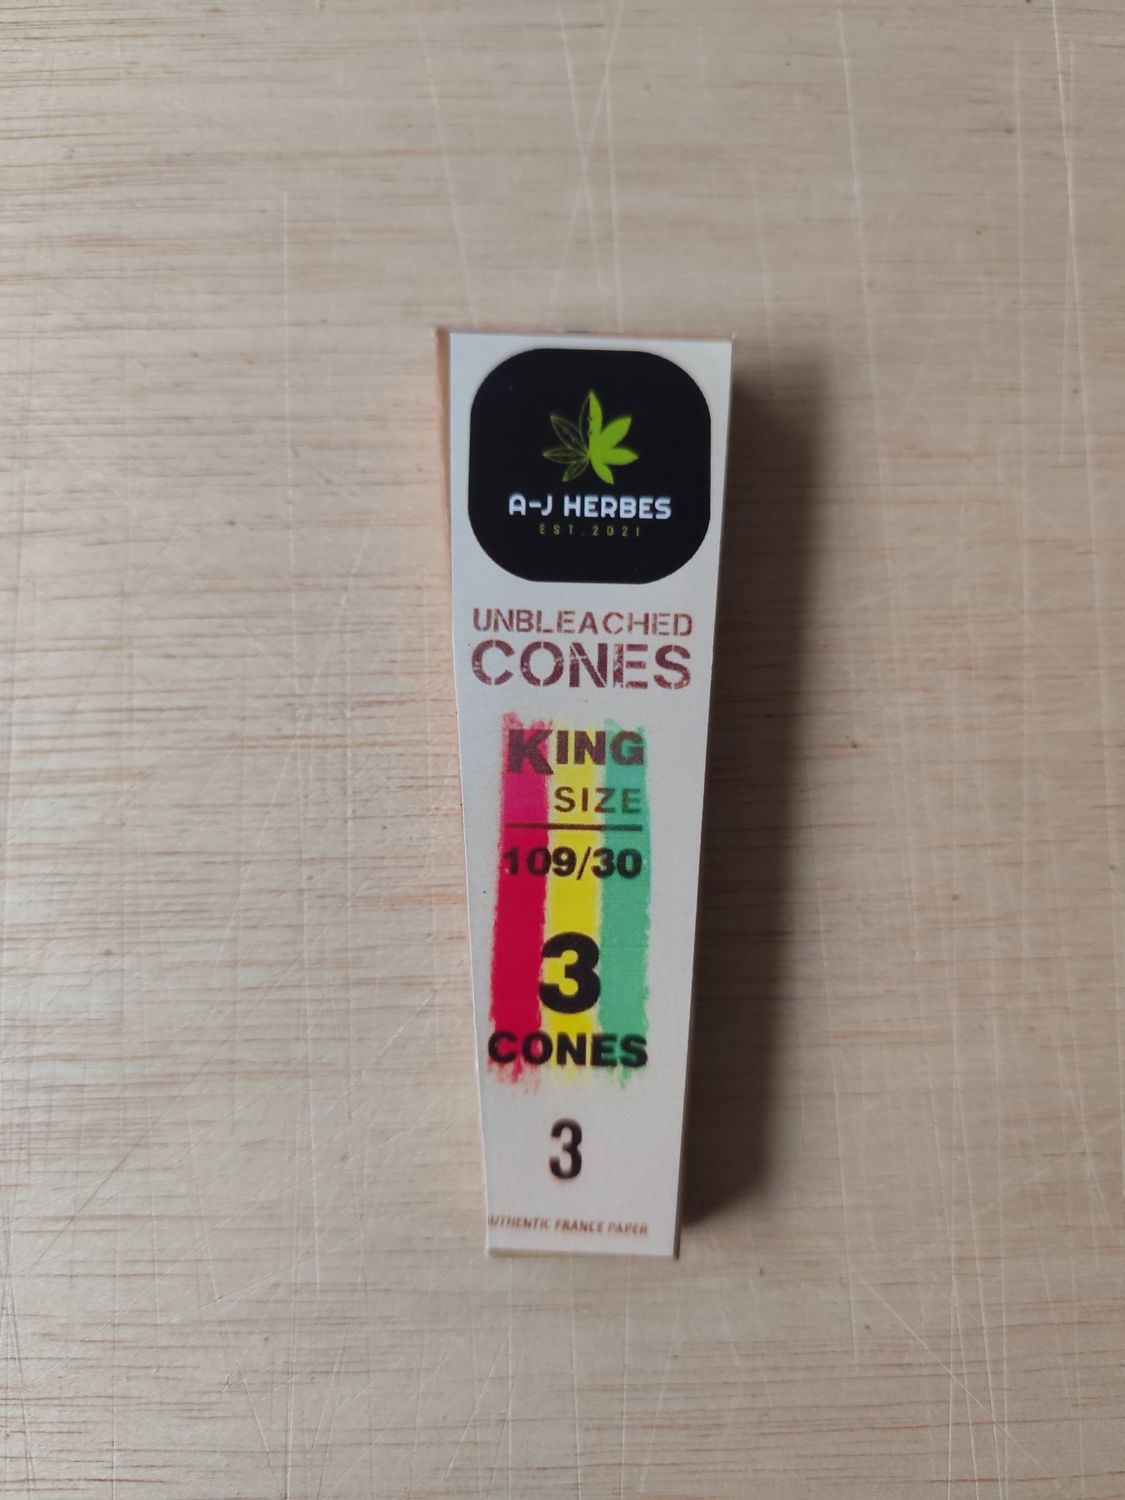 A-J HERBES
EST.2021
UNBLEACHED
CONES
KING
SIZE
109/30
3
CONES
3
UTHENTIC FRANCE PAPER